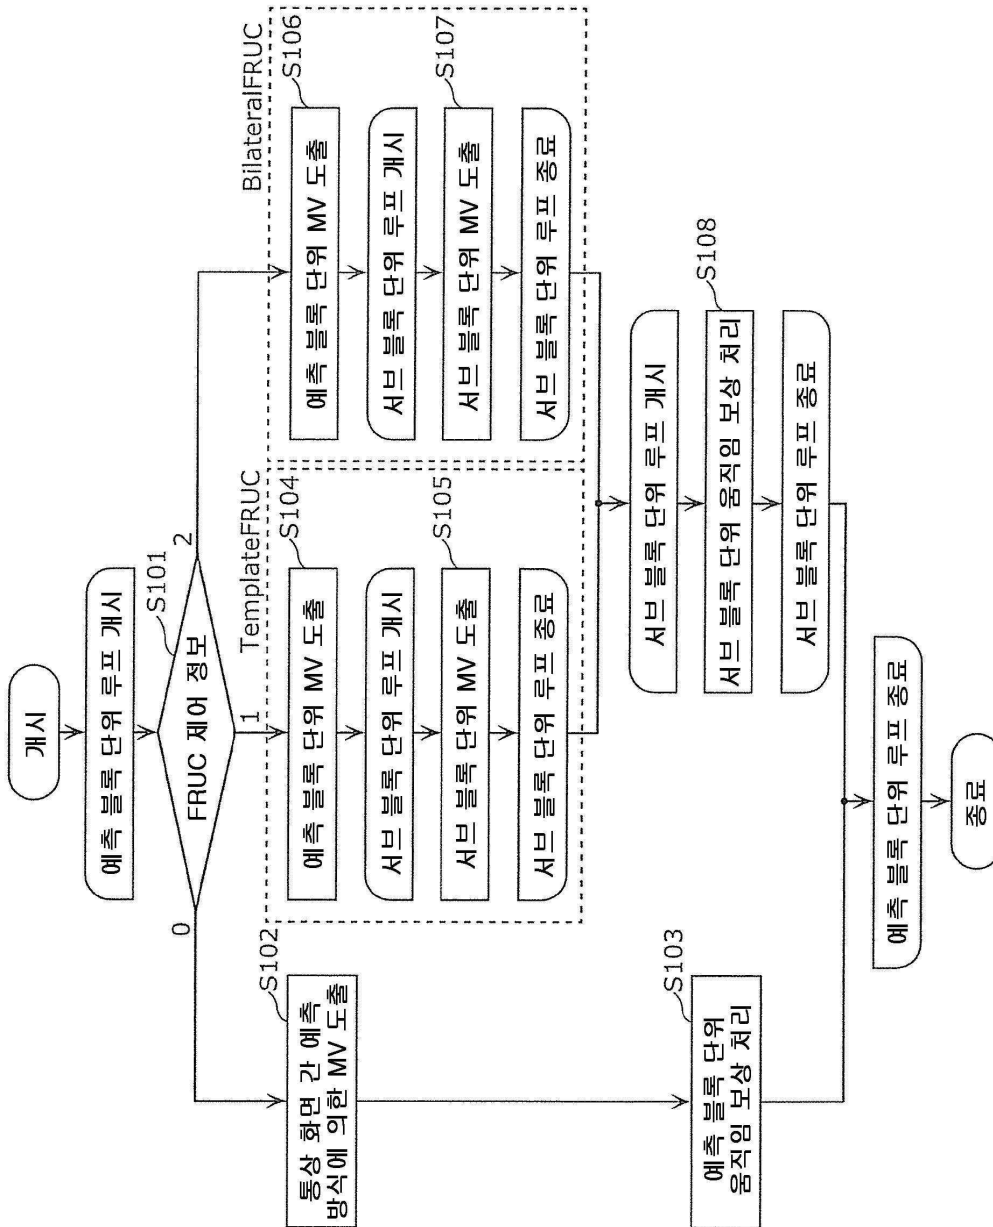 개시
예측 블록 단위 루프 개시
S101
FRUC 제어 정보
0
1
2
S102
통상 화면 간 예측
방식에 의한 MV 도출
S103
예측 블록 단위
움직임 보상 처리
TemplateFRUC
S104
예측 블록 단위 MV 도출
서브 블록 단위 루프 개시
S105
서브 블록 단위 MV 도출
서브 블록 단위 루프 종료
BilateralFRUC
S106
예측 블록 단위 MV 도출
서브 블록 단위 루프 개시
S107
서브 블록 단위 MV 도출
서브 블록 단위 루프 종료
서브 블록 단위 루프 개시
S108
서브 블록 단위 움직임 보상 처리
서브 블록 단위 루프 종료
예측 블록 단위 루프 종료
종료